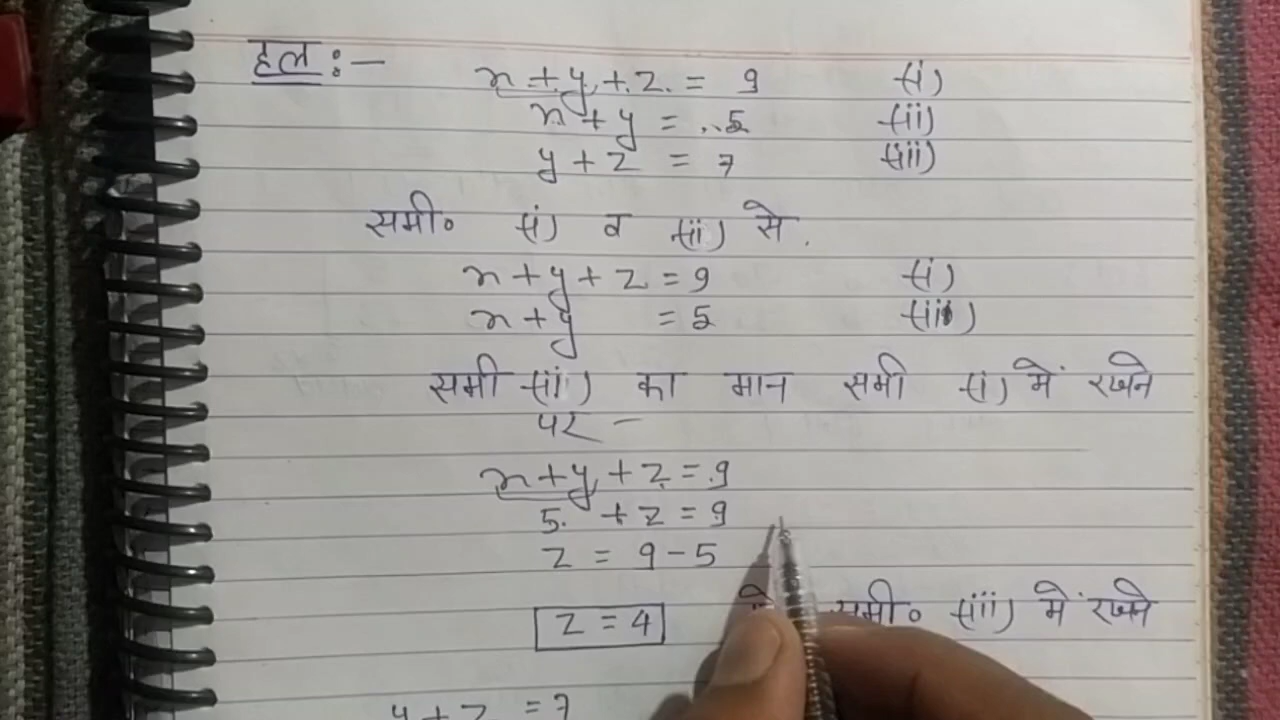 हल :-
x + y + z = 9 (i)
x + y = 5 (ii)
y + z = 7 (iii)
समी० (i) व (ii) से
x + y + z = 9 (i)
x + y = 5 (ii)
समी (ii) का मान समी (i) में रखने
पर -
x + y + z = 9
5 + z = 9
z = 9 - 5
z = 4 समी० (iii) में रखने
y + z = 7